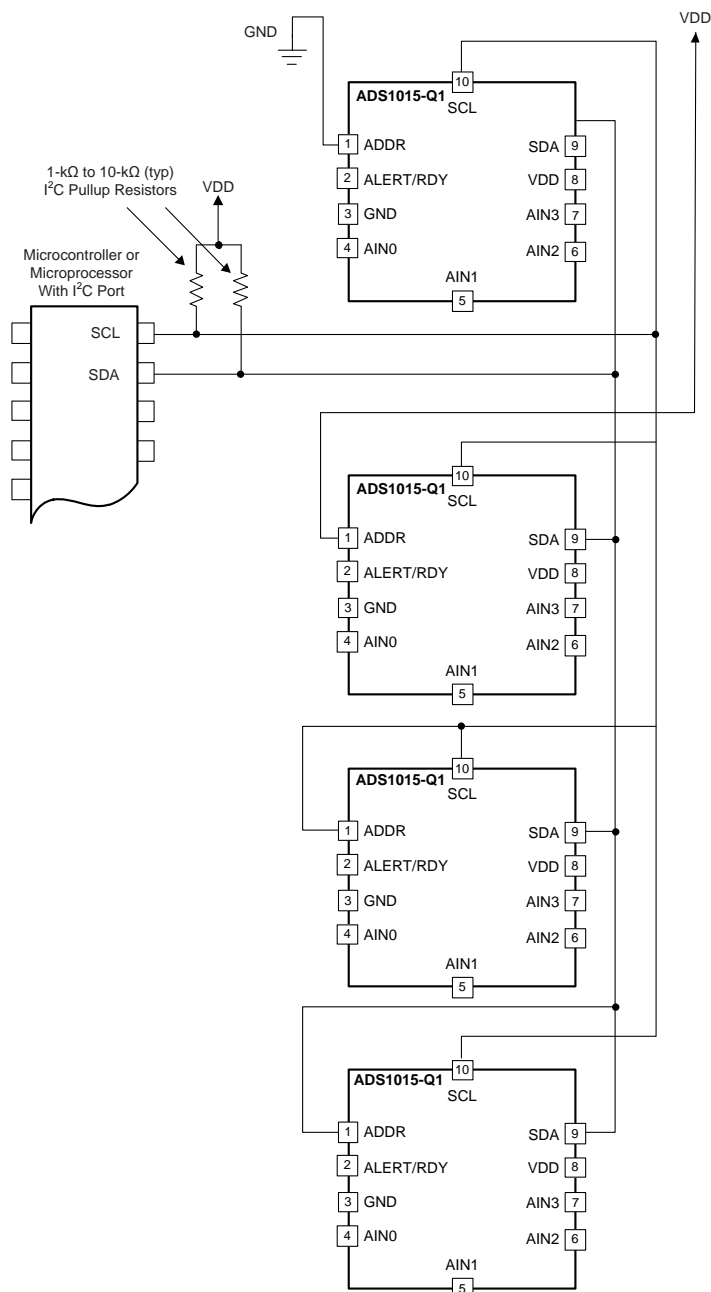 GND
VDD
10
ADS1015-Q1
SCL
1 ADDR
SDA 9
2 ALERT/RDY
VDD 8
3 GND
AIN3 7
4 AIN0
AIN2 6
AIN1
5
1-kΩ to 10-kΩ (typ)
I²C Pullup Resistors
VDD
Microcontroller or
Microprocessor
With I²C Port
SCL
SDA
10
ADS1015-Q1
SCL
1 ADDR
SDA 9
2 ALERT/RDY
VDD 8
3 GND
AIN3 7
4 AIN0
AIN2 6
AIN1
5
10
ADS1015-Q1
SCL
1 ADDR
SDA 9
2 ALERT/RDY
VDD 8
3 GND
AIN3 7
4 AIN0
AIN2 6
AIN1
5
10
ADS1015-Q1
SCL
1 ADDR
SDA 9
2 ALERT/RDY
VDD 8
3 GND
AIN3 7
4 AIN0
AIN2 6
AIN1
5